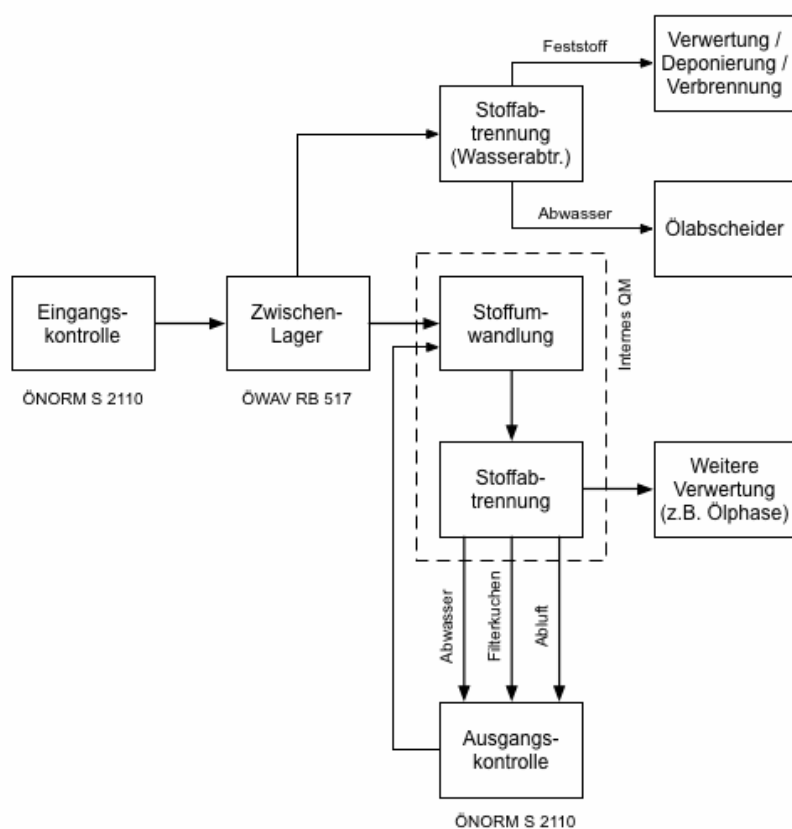 Feststoff
Verwertung /
Deponierung /
Verbrennung
Stoffab-
trennung
(Wasserabtr.)
Abwasser
Ölabscheider
Eingangs-
kontrolle
ÖNORM S 2110
Zwischen-
Lager
ÖWAV RB 517
Stoffum-
wandlung
Internes QM
Stoffab-
trennung
Weitere
Verwertung
(z.B. Ölphase)
Abwasser
Filterkuchen
Abluft
Ausgangs-
kontrolle
ÖNORM S 2110